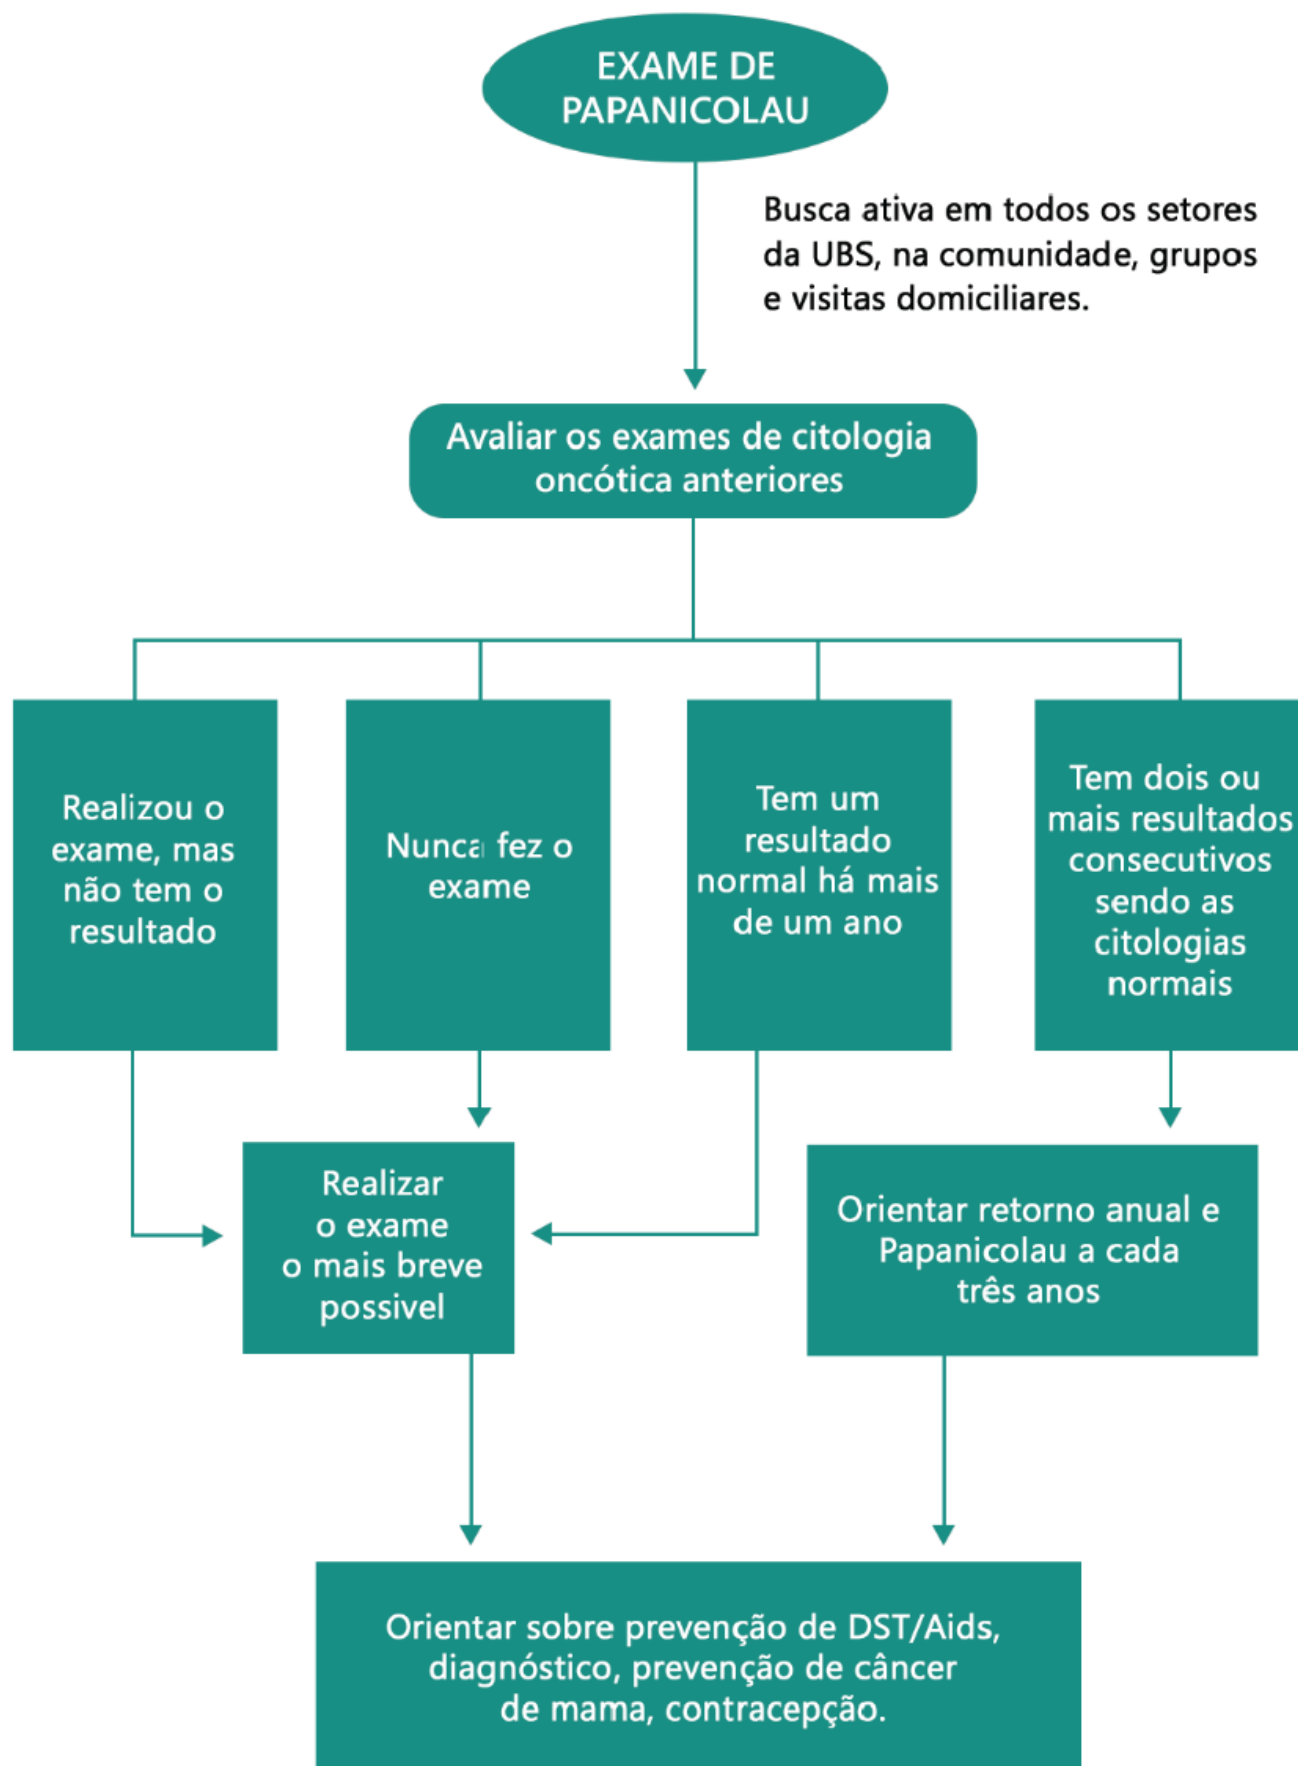 EXAME DE
PAPANICOLAU
Busca ativa em todos os setores
da UBS, na comunidade, grupos
e visitas domiciliares.
Avaliar os exames de citologia
oncótica anteriores
Realizou o
exame, mas
não tem o
resultado
Nunca fez o
exame
Tem um
resultado
normal há mais
de um ano
Tem dois ou
mais resultados
consecutivos
sendo as
citologias
normais
Realizar
o exame
o mais breve
possivel
Orientar retorno anual e
Papanicolau a cada
três anos
Orientar sobre prevenção de DST/Aids,
diagnóstico, prevenção de câncer
de mama, contracepção.